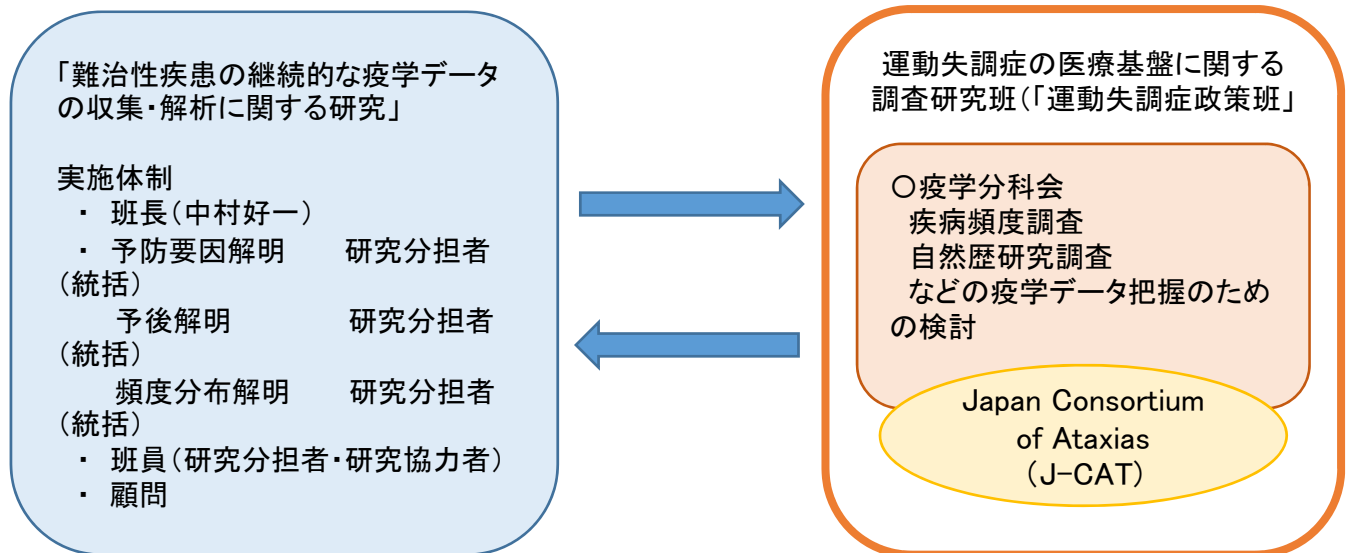 「難治性疾患の継続的な疫学データ
の収集・解析に関する研究」
実施体制
・ 班長(中村好一)
・ 予防要因解明 研究分担者
(統括)
予後解明 研究分担者
(統括)
頻度分布解明 研究分担者
(統括)
・ 班員(研究分担者・研究協力者)
・ 顧問
運動失調症の医療基盤に関する
調査研究班(「運動失調症政策班」
〇疫学分科会
疾病頻度調査
自然歴研究調査
などの疫学データ把握のため
の検討
Japan Consortium
of Ataxias
(J-CAT)